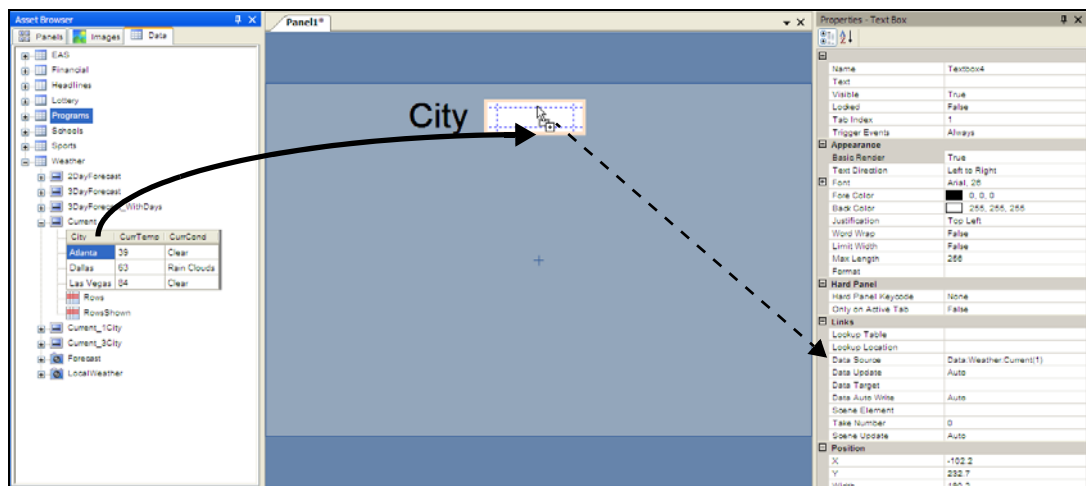 Asset Browser
Panels Images Data
EAS
Financial
Headlines
Lottery
Programs
Schools
Sports
Weather
2DayForecast
3DayForecast
3DayForecast_WithDays
Current
City CurrTemp CurrCond
Atlanta 39 Clear
Dallas 63 Rain Clouds
Las Vegas 84 Clear
Rows
RowsShown
Current_1City
Current_3City
Forecast
LocalWeather
Panel1*
City
Properties - Text Box
Name Textbox4
Text
Visible True
Locked False
Tab Index 1
Trigger Events Always
Appearance
Basic Render True
Text Direction Left to Right
Font Arial, 26
Fore Color 0, 0, 0
Back Color 255, 255, 255
Justification Top Left
Word Wrap False
Limit Width False
Max Length 256
Format
Hard Panel
Hard Panel Keycode None
Only on Active Tab False
Links
Lookup Table
Lookup Location
Data Source Data:Weather:Current(1)
Data Update Auto
Data Target
Data Auto Write Auto
Scene Element
Take Number 0
Scene Update Auto
Position
X -102.2
Y 232.7
Width